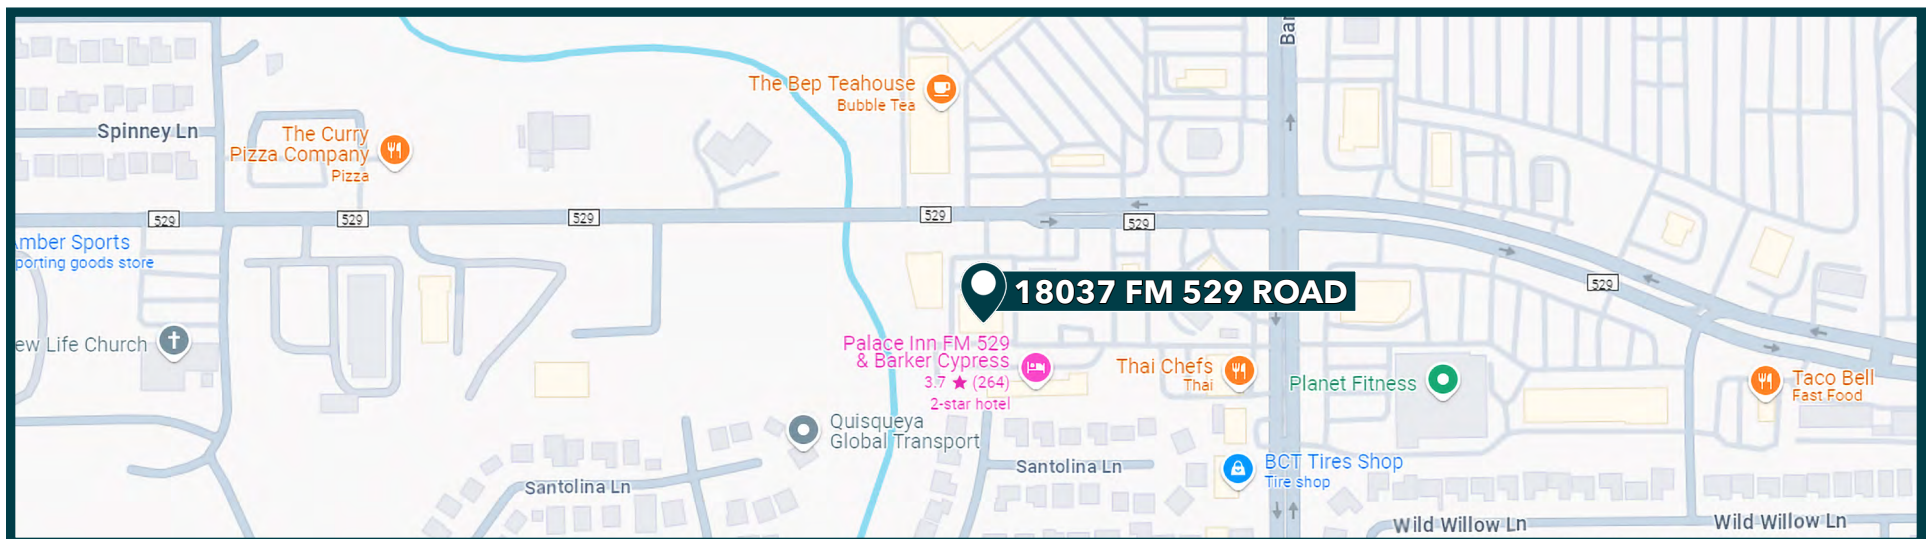 Bar
The Bep Teahouse
Bubble Tea
Spinney Ln
The Curry
Pizza Company
Pizza
529
529
529
529
529
529
mber Sports
porting goods store
18037 FM 529 ROAD
ew Life Church
Palace Inn FM 529
& Barker Cypress
3.7 ★ (264)
2-star hotel
Thai Chefs
Thai
Planet Fitness
Taco Bell
Fast Food
Quisqueya
Global Transport
Santolina Ln
Santolina Ln
BCT Tires Shop
Tire shop
Wild Willow Ln
Wild Willow Ln